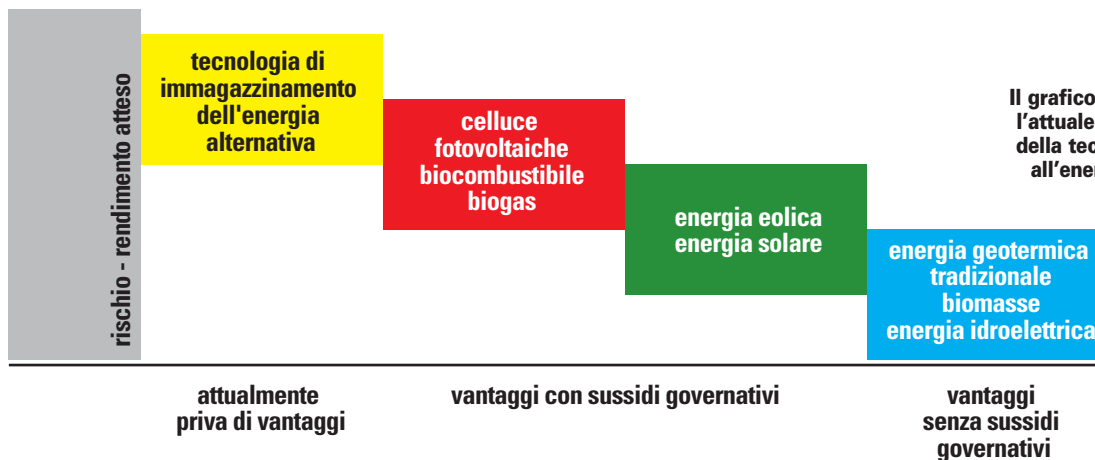 rischio - rendimento atteso
tecnologia di
immagazzinamento
dell'energia
alternativa
celluce
fotovoltaiche
biocombustibile
biogas
energia eolica
energia solare
energia geotermica
tradizionale
biomasse
energia idroelettrica
Il grafico
l’attuale
della tec
all’ener
attualmente
priva di vantaggi
vantaggi con sussidi governativi
vantaggi
senza sussidi
governativi